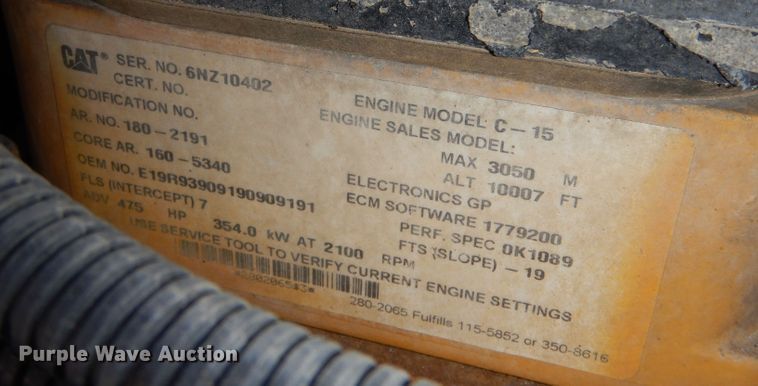 CAT® SER. NO. 6NZ10402
CERT. NO.
MODIFICATION NO.
AR. NO. 180-2191
CORE AR. 160-5340
OEM NO. E19R93909190909191
FLS (INTERCEPT) 7
ADV 475 HP 354.0 kW AT 2100 RPM
ENGINE MODEL C-15
ENGINE SALES MODEL:
MAX 3050 M
ALT 10007 FT
ELECTRONICS GP
ECM SOFTWARE 1779200
PERF. SPEC 0K1089
FTS (SLOPE) -19
USE SERVICE TOOL TO VERIFY CURRENT ENGINE SETTINGS
280-2065 Fulfills 115-5852 or 350-8616
Purple Wave Auction